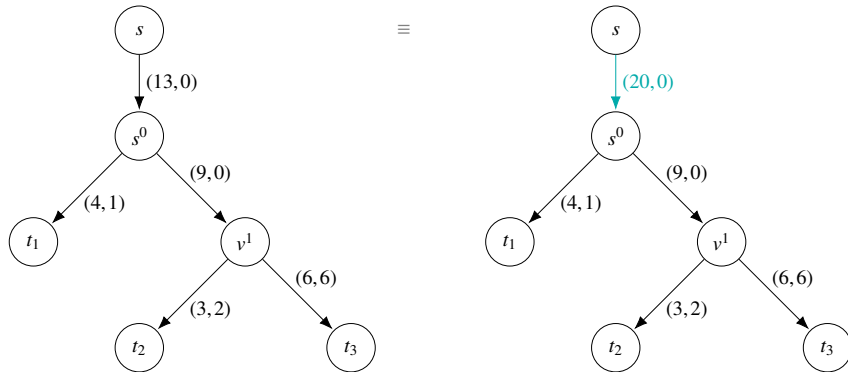 s ≡ s
(13, 0) (20, 0)
s⁰ s⁰
(4, 1) (9, 0) (4, 1) (9, 0)
t₁ v¹ t₁ v¹
(3, 2) (6, 6) (3, 2) (6, 6)
t₂ t₃ t₂ t₃